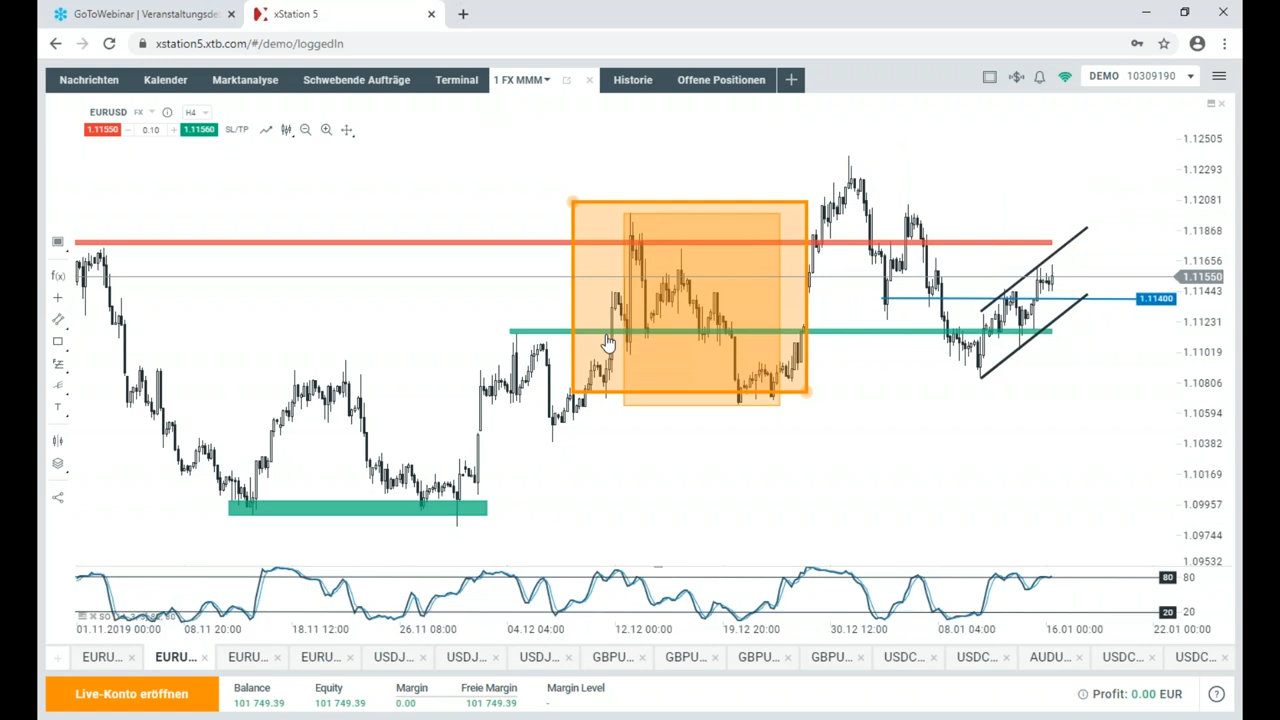 GoToWebinar | Veranstaltungsde
xStation 5
xstation5.xtb.com/#/demo/loggedIn
Nachrichten Kalender Marktanalyse Schwebende Aufträge Terminal 1 FX MMM Historie Offene Positionen
DEMO 10309190
EURUSD FX H4
1.11550 0.10 1.11560 SL/TP
f(x)
T
1.12505
1.12293
1.12081
1.11868
1.11656
1.11550
1.11443
1.11400
1.11231
1.11019
1.10806
1.10594
1.10382
1.10169
1.09957
1.09744
1.09532
80 80
20 20
01.11.2019 00:00 08.11 20:00 18.11 12:00 26.11 08:00 04.12 04:00 12.12 00:00 19.12 20:00 30.12 12:00 08.01 04:00 16.01 00:00 22.01 00:00
EURU... EURU... EURU... EURU... USDJ... USDJ... USDJ... GBPU... GBPU... GBPU... GBPU... USDC... USDC... AUDU... USDC... USDC...
Live-Konto eröffnen
Balance Equity Margin Freie Margin Margin Level
101 749.39 101 749.39 0.00 101 749.39 -
Profit: 0.00 EUR